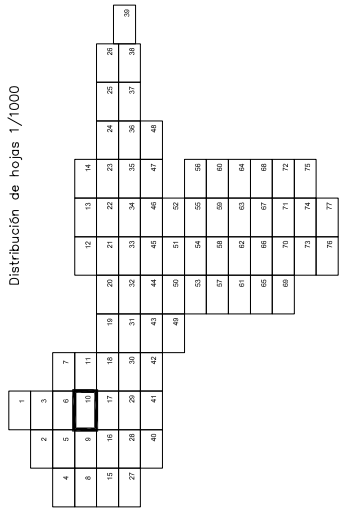 Distribución de hojas 1/1000
1
2 3
4 5 6 7
8 9 10 11 12 13 14
15 16 17 18 19 20 21 22 23 24 25 26
27 28 29 30 31 32 33 34 35 36 37 38 39
40 41 42 43 44 45 46 47 48
49 50 51 52
53 54 55 56
57 58 59 60
61 62 63 64
65 66 67 68
69 70 71 72
73 74 75
76 77